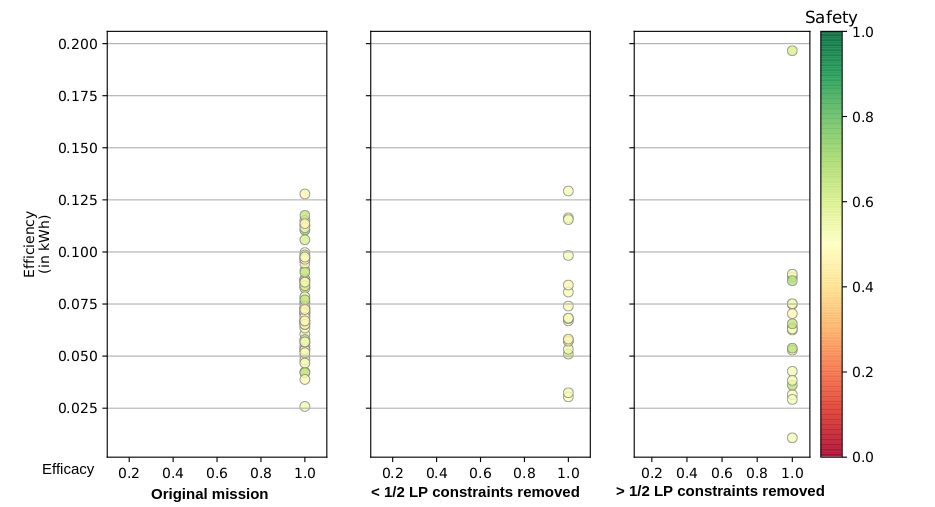 Safety
0.200
0.175
0.150
0.125
0.100
0.075
0.050
0.025
Efficiency
(in kWh)
1.0
0.8
0.6
0.4
0.2
0.0
Efficacy
0.2 0.4 0.6 0.8 1.0
0.2 0.4 0.6 0.8 1.0
0.2 0.4 0.6 0.8 1.0
Original mission
< 1/2 LP constraints removed
> 1/2 LP constraints removed